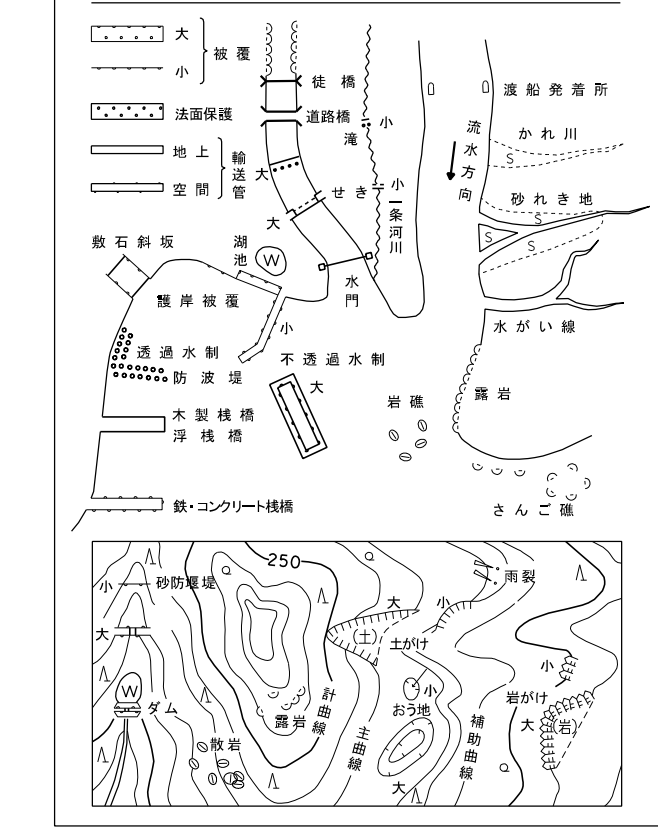 大
小
被覆
法面保護
地上
空間
輸送管
徒橋
道路橋
大
せき
大
小
滝
小
一条河川
水門
渡船発着所
流水方向
かれ川
S
砂れき地
S
S
S
水がい線
敷石斜坂
湖池
W
護岸被覆
小
透過水制
防波堤
不透過水制
大
木製桟橋
浮桟橋
鉄・コンクリート桟橋
岩礁
露岩
さんご礁
250
小
砂防堰堤
大
W
ダム
散岩
露岩
計曲線
主曲線
大
小
(土)
土がけ
小
おう地
大
補助曲線
雨裂
小
岩がけ
大
(岩)